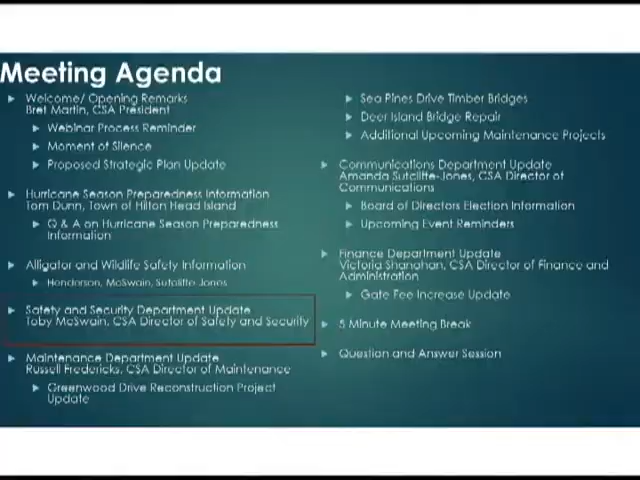 Meeting Agenda
Welcome/ Opening Remarks
Bret Martin, CSA President
Webinar Process Reminder
Moment of Silence
Proposed Strategic Plan Update
Hurricane Season Preparedness Information
Tom Dunn, Town of Hilton Head Island
Q & A on Hurricane Season Preparedness
Information
Alligator and Wildlife Safety Information
Henderson, McSwain, Sutcliffe Jones
Safety and Security Department Update
Toby McSwain, CSA Director of Safety and Security
Maintenance Department Update
Russell Fredericks, CSA Director of Maintenance
Greenwood Drive Reconstruction Project
Update
Sea Pines Drive Timber Bridges
Deer Island Bridge Repair
Additional Upcoming Maintenance Projects
Communications Department Update
Amanda Sutcliffe-Jones, CSA Director of
Communications
Board of Directors Election Information
Upcoming Event Reminders
Finance Department Update
Victoria Shanahan, CSA Director of Finance and
Administration
Gate Fee Increase Update
5 Minute Meeting Break
Question and Answer Session